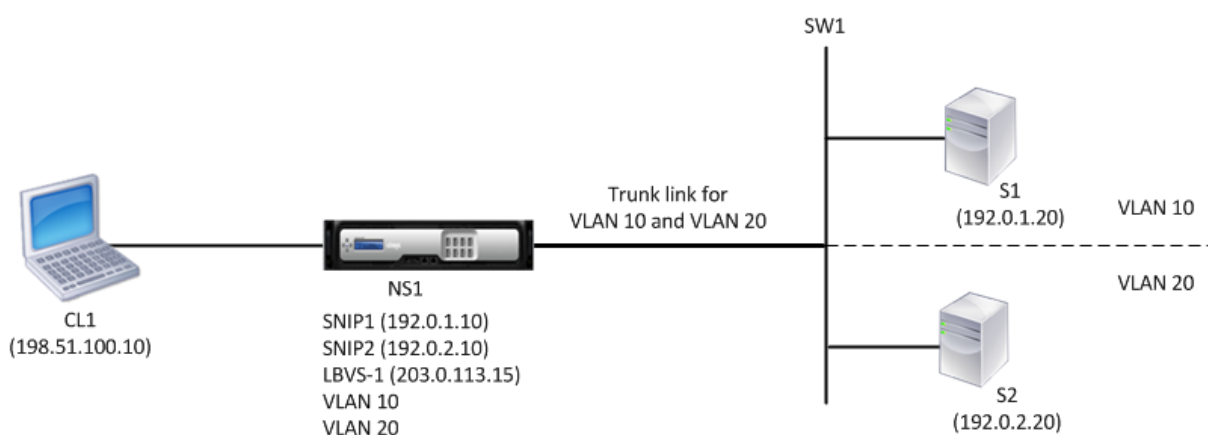 SW1
Trunk link for
VLAN 10 and VLAN 20
S1
(192.0.1.20)
VLAN 10
VLAN 20
CL1
(198.51.100.10)
NS1
SNIP1 (192.0.1.10)
SNIP2 (192.0.2.10)
LBVS-1 (203.0.113.15)
VLAN 10
VLAN 20
S2
(192.0.2.20)